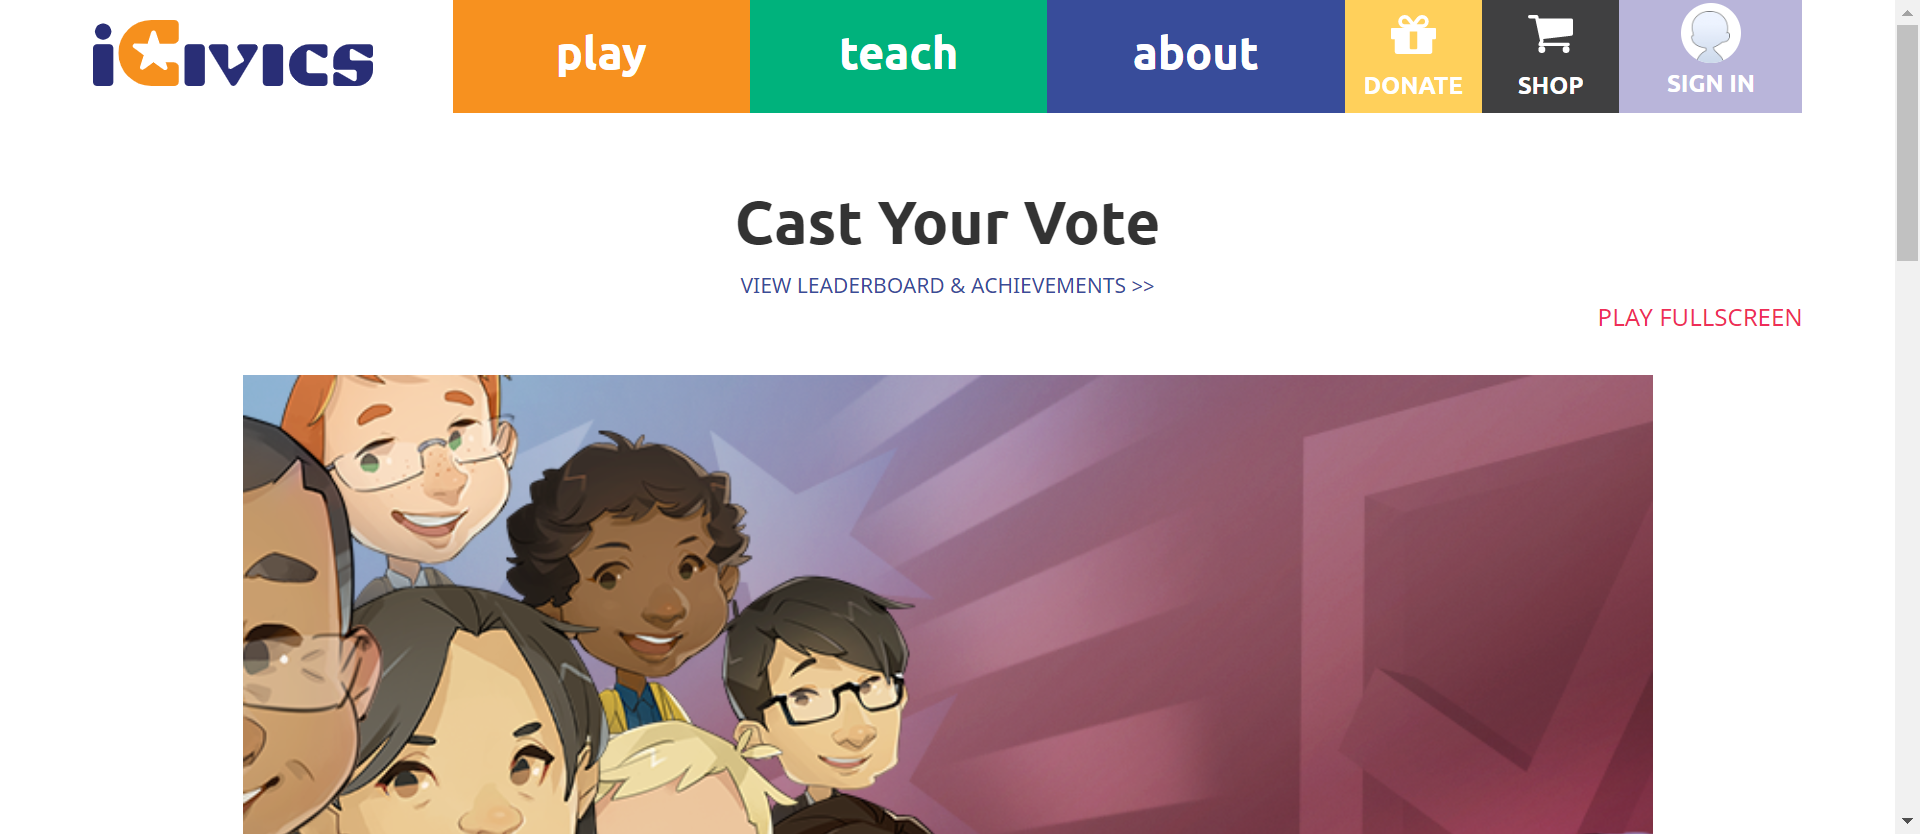 iCivics
play
teach
about
DONATE
SHOP
SIGN IN
Cast Your Vote
VIEW LEADERBOARD & ACHIEVEMENTS >>
PLAY FULLSCREEN